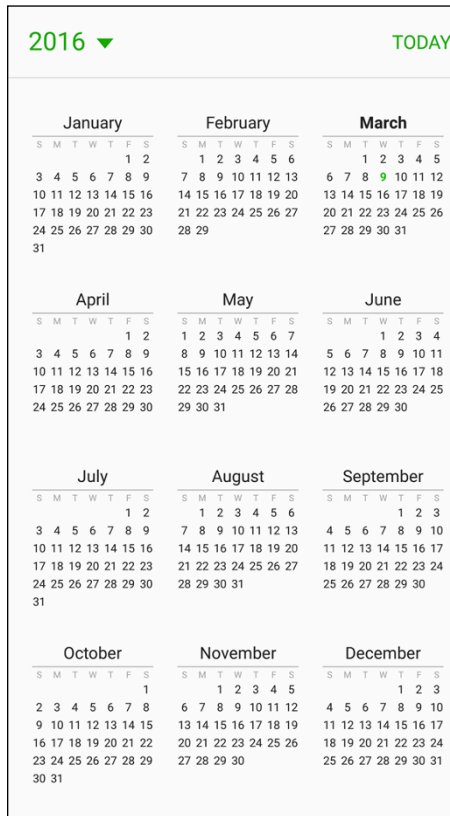 2016 TODAY
January February March
S M T W T F S S M T W T F S S M T W T F S
1 2 1 2 3 4 5 6 1 2 3 4 5
3 4 5 6 7 8 9 7 8 9 10 11 12 13 6 7 8 9 10 11 12
10 11 12 13 14 15 16 14 15 16 17 18 19 20 13 14 15 16 17 18 19
17 18 19 20 21 22 23 21 22 23 24 25 26 27 20 21 22 23 24 25 26
24 25 26 27 28 29 30 28 29 27 28 29 30 31
31
April May June
S M T W T F S S M T W T F S S M T W T F S
1 2 1 2 3 4 5 6 7 1 2 3 4
3 4 5 6 7 8 9 8 9 10 11 12 13 14 5 6 7 8 9 10 11
10 11 12 13 14 15 16 15 16 17 18 19 20 21 12 13 14 15 16 17 18
17 18 19 20 21 22 23 22 23 24 25 26 27 28 19 20 21 22 23 24 25
24 25 26 27 28 29 30 29 30 31 26 27 28 29 30
July August September
S M T W T F S S M T W T F S S M T W T F S
1 2 1 2 3 4 5 6 1 2 3
3 4 5 6 7 8 9 7 8 9 10 11 12 13 4 5 6 7 8 9 10
10 11 12 13 14 15 16 14 15 16 17 18 19 20 11 12 13 14 15 16 17
17 18 19 20 21 22 23 21 22 23 24 25 26 27 18 19 20 21 22 23 24
24 25 26 27 28 29 30 28 29 30 31 25 26 27 28 29 30
31
October November December
S M T W T F S S M T W T F S S M T W T F S
1 1 2 3 4 5 1 2 3
2 3 4 5 6 7 8 6 7 8 9 10 11 12 4 5 6 7 8 9 10
9 10 11 12 13 14 15 13 14 15 16 17 18 19 11 12 13 14 15 16 17
16 17 18 19 20 21 22 20 21 22 23 24 25 26 18 19 20 21 22 23 24
23 24 25 26 27 28 29 27 28 29 30 25 26 27 28 29 30 31
30 31